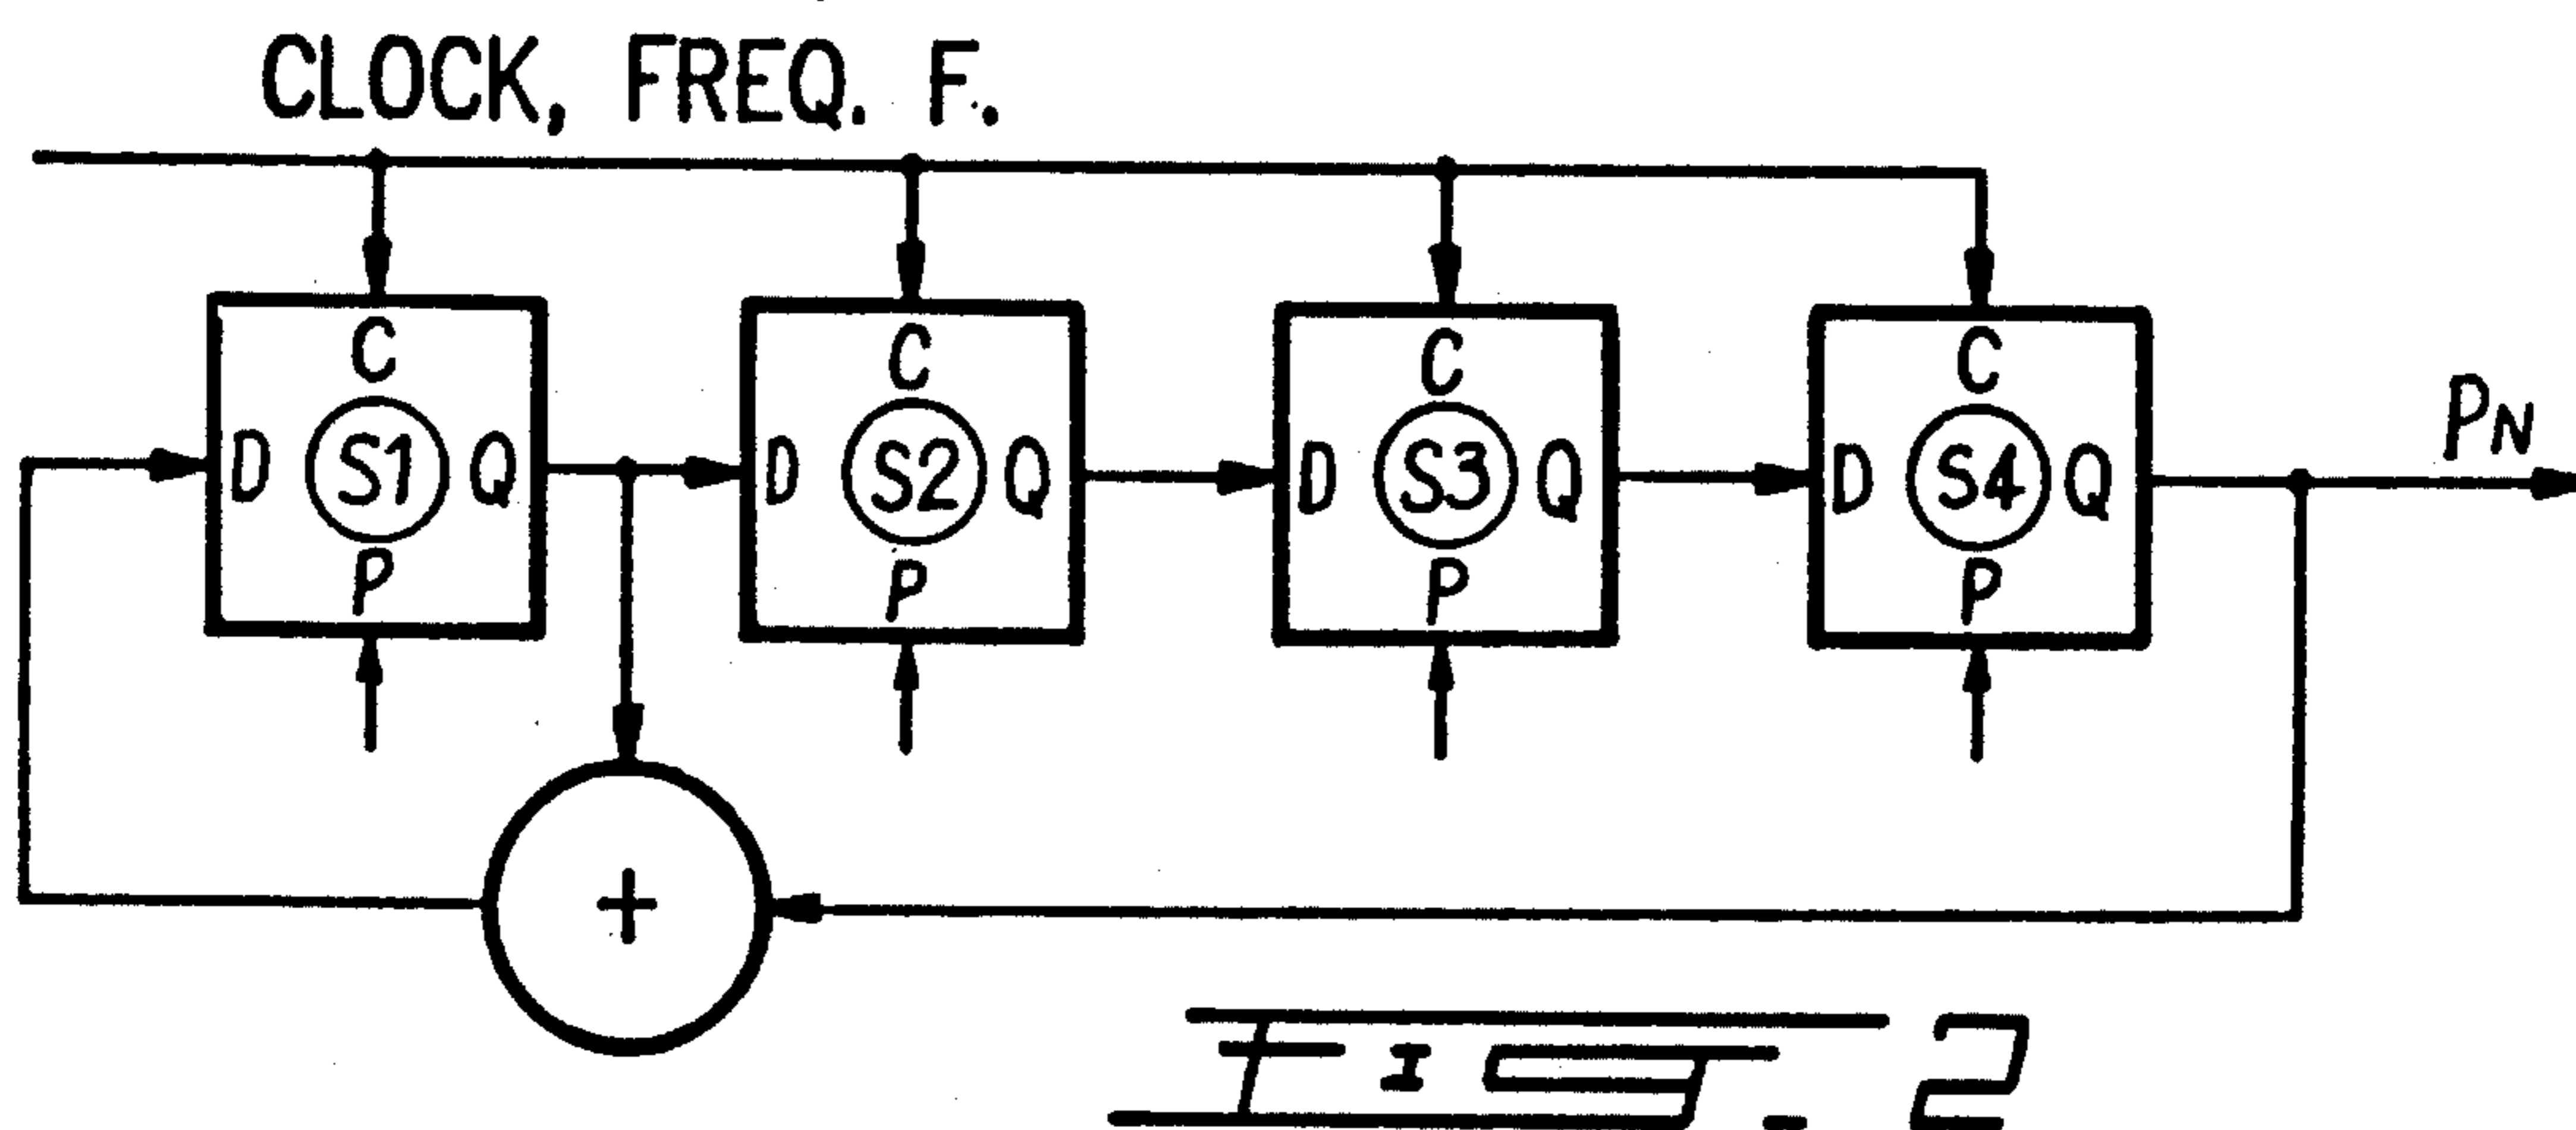 CLOCK, FREQ. F.
C C C C
D S1 Q D S2 Q D S3 Q D S4 Q PN
P P P P
+
FIG. 2